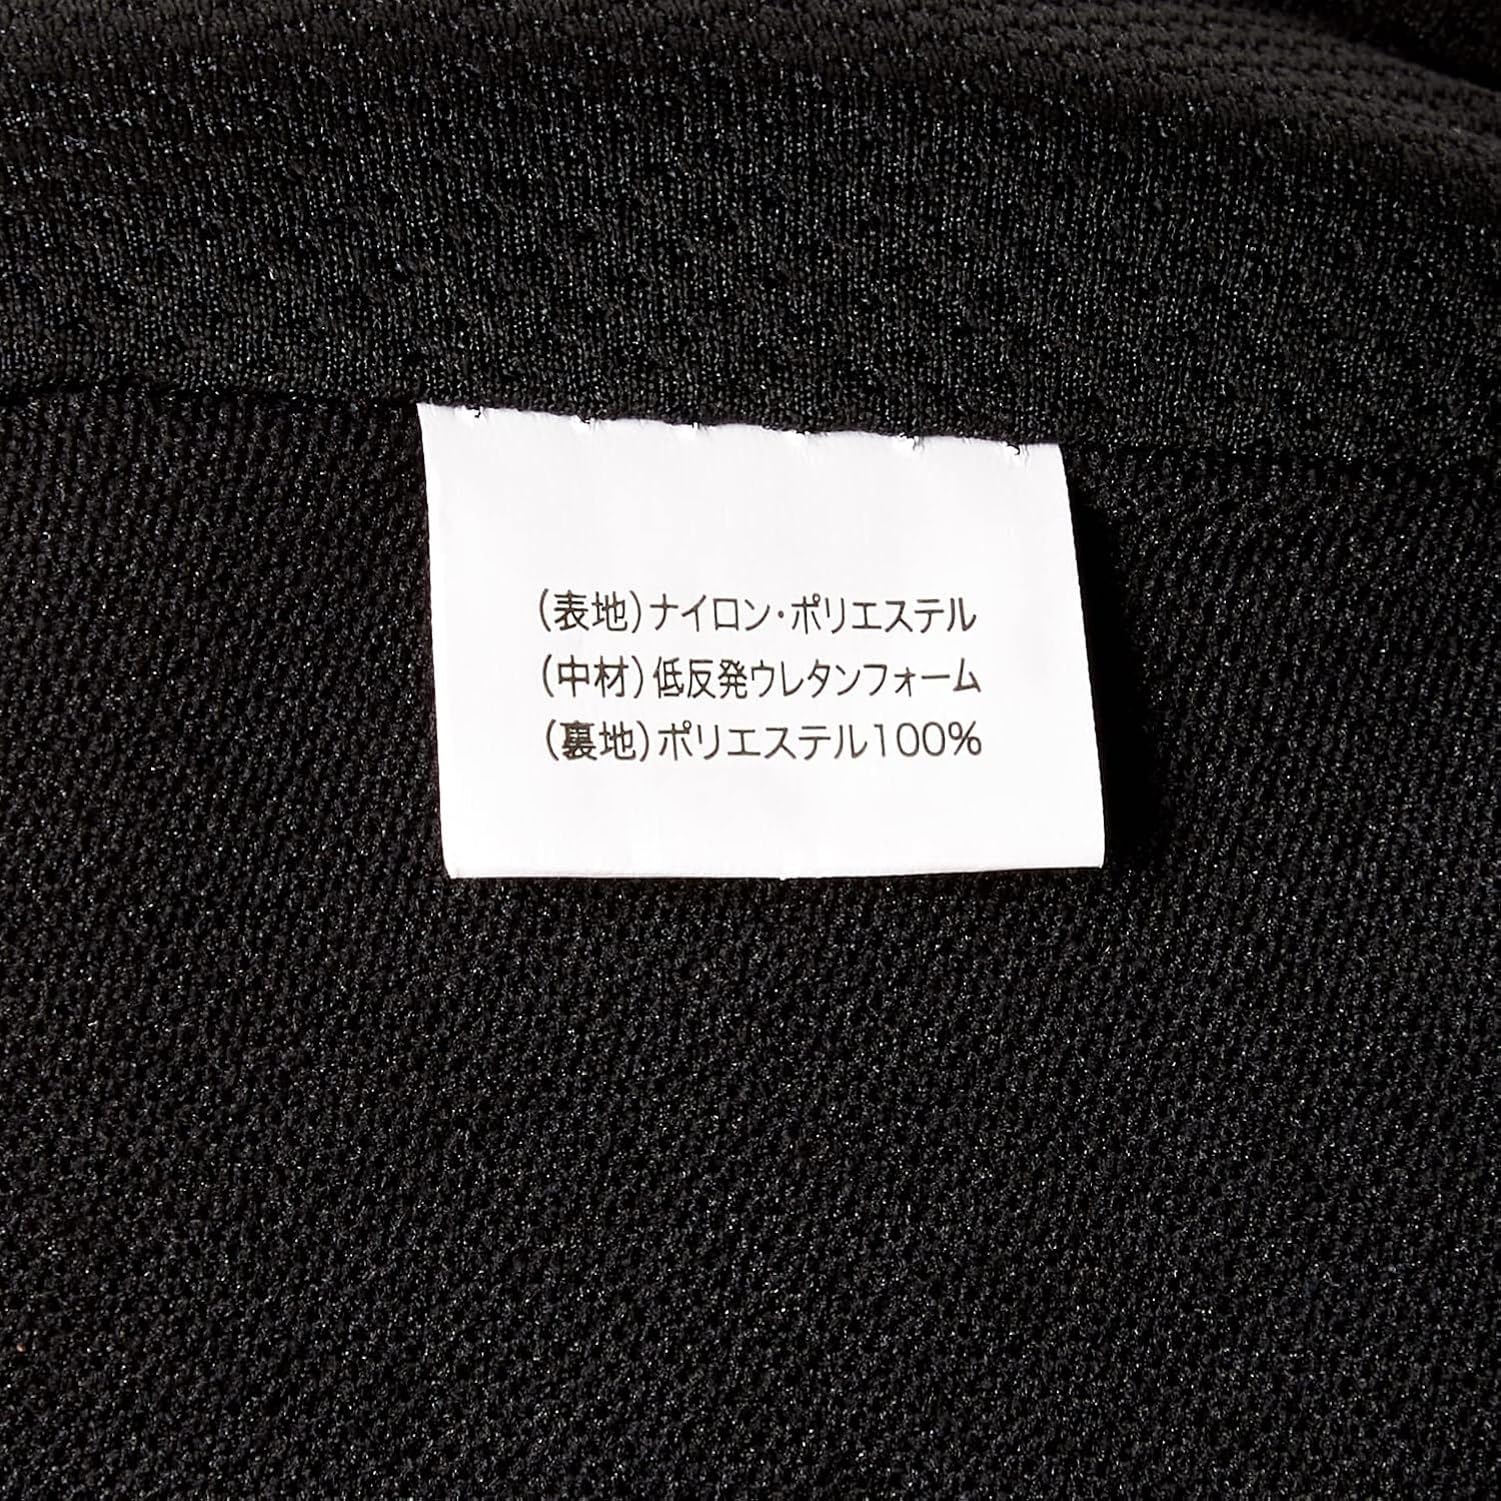 (表地)ナイロン・ポリエステル
(中材)低反発ウレタンフォーム
(裏地)ポリエステル100%